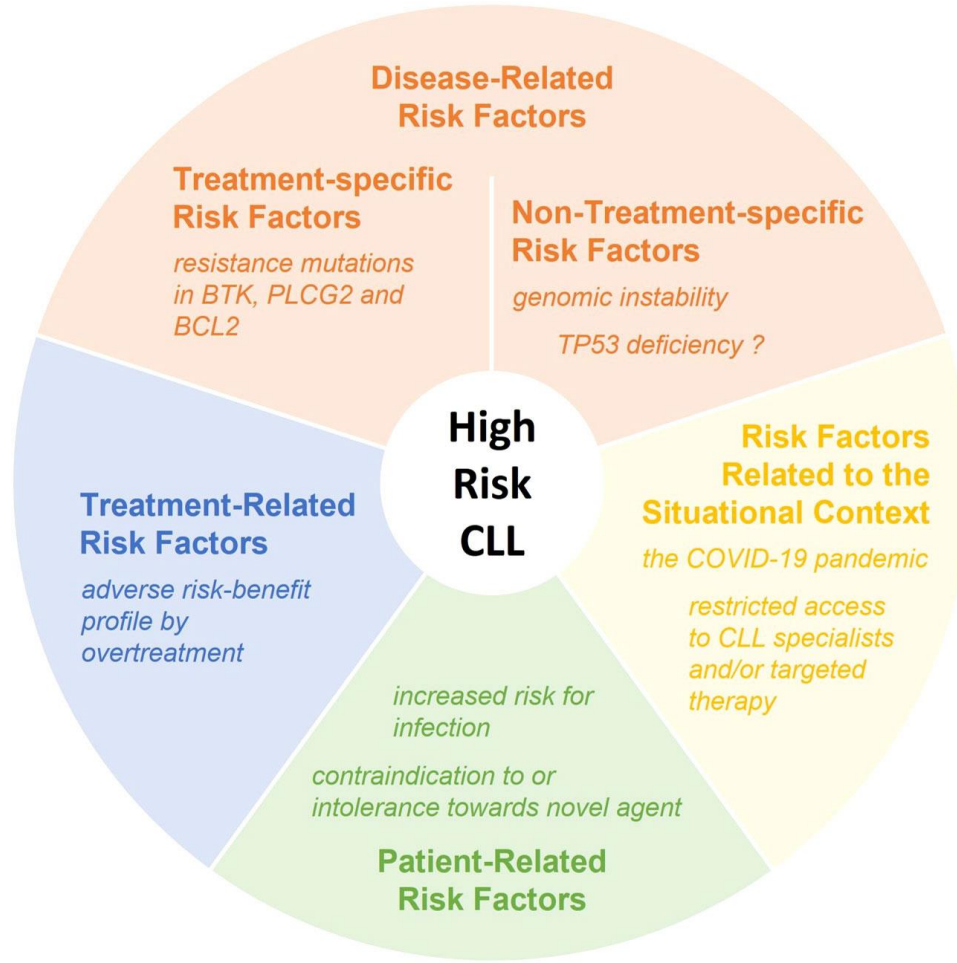 Disease-Related
Risk Factors
Treatment-specific
Risk Factors
resistance mutations
in BTK, PLCG2 and
BCL2
Non-Treatment-specific
Risk Factors
genomic instability
TP53 deficiency ?
High
Risk
CLL
Risk Factors
Related to the
Situational Context
the COVID-19 pandemic
restricted access
to CLL specialists
and/or targeted
therapy
Treatment-Related
Risk Factors
adverse risk-benefit
profile by
overtreatment
increased risk for
infection
contraindication to or
intolerance towards novel agent
Patient-Related
Risk Factors